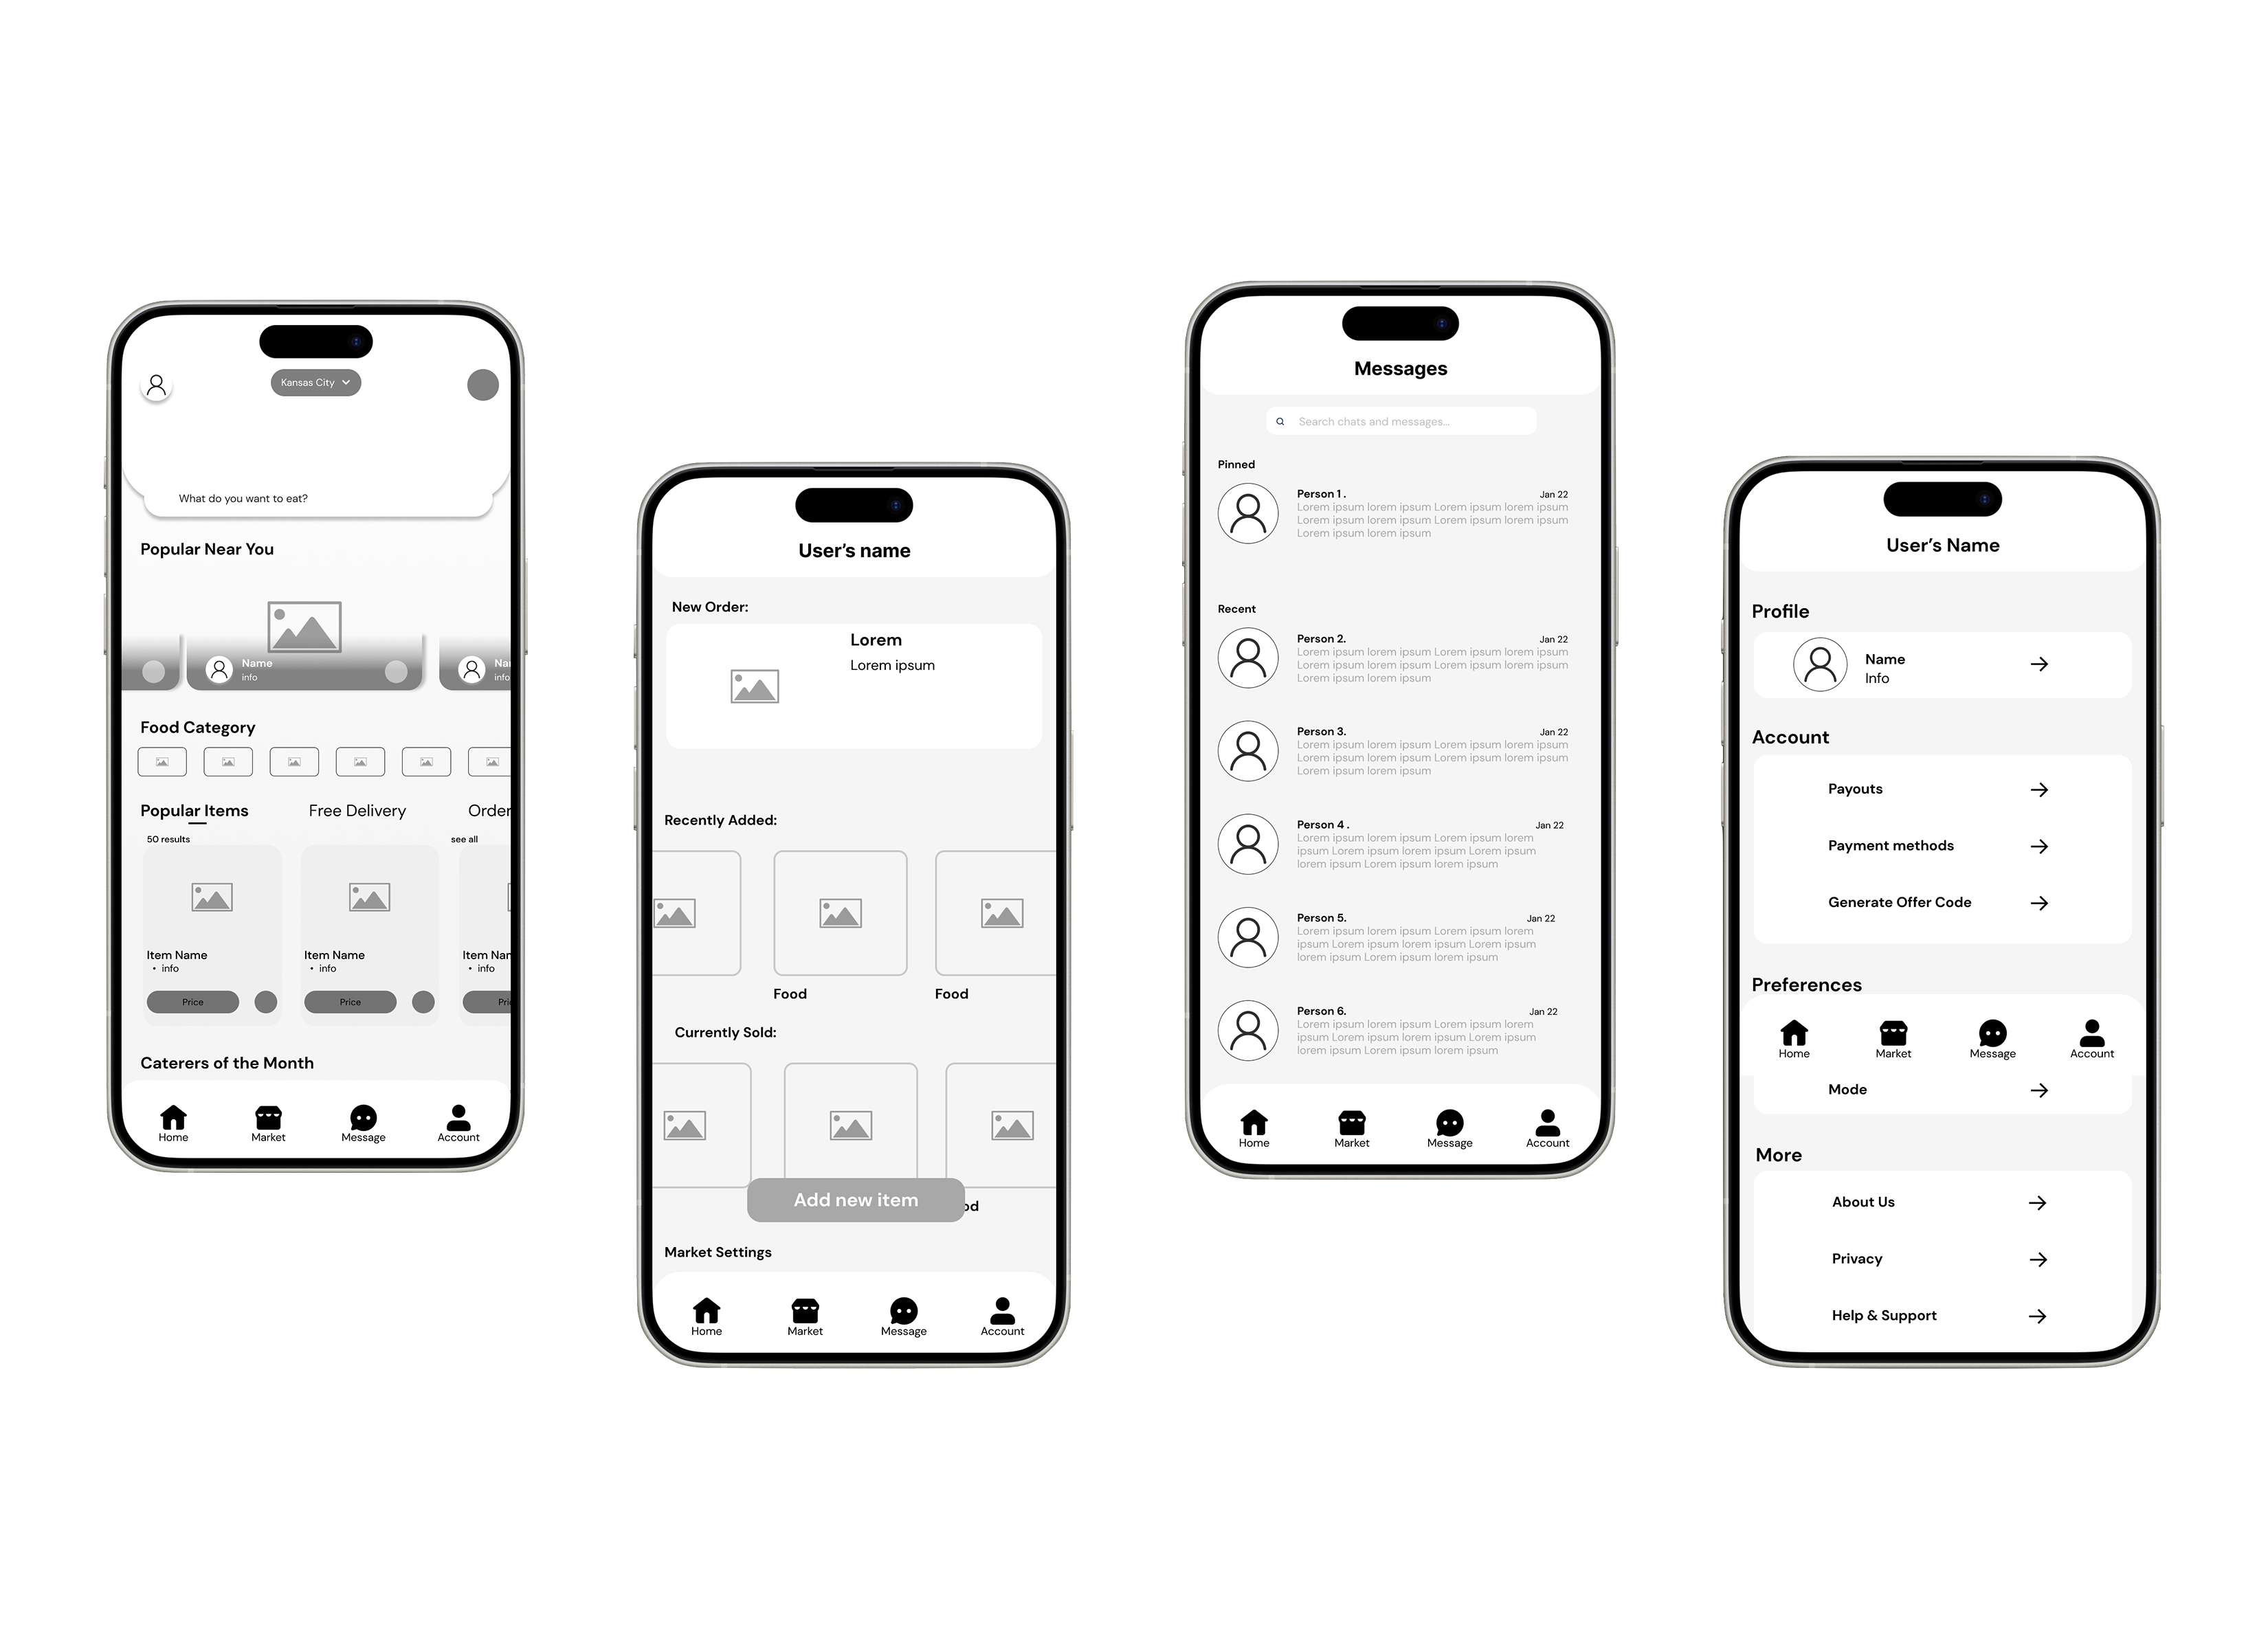 Kansas City
What do you want to eat?
Popular Near You
Name
info
Na
info
Food Category
Popular Items
Free Delivery
Order
50 results
see all
Item Name
• info
Price
Item Name
• info
Price
Item Nam
• info
Pri
Caterers of the Month
Home
Market
Message
Account
User's name
New Order:
Lorem
Lorem ipsum
Recently Added:
Food
Food
Currently Sold:
od
Add new item
Market Settings
Home
Market
Message
Account
Messages
Search chats and messages...
Pinned
Person 1 .
Jan 22
Lorem ipsum lorem ipsum Lorem ipsum lorem ipsum
Lorem ipsum lorem ipsum Lorem ipsum lorem ipsum
Lorem ipsum lorem ipsum
Recent
Person 2.
Jan 22
Lorem ipsum lorem ipsum Lorem ipsum lorem ipsum
Lorem ipsum lorem ipsum Lorem ipsum lorem ipsum
Lorem ipsum lorem ipsum
Person 3.
Jan 22
Lorem ipsum lorem ipsum Lorem ipsum lorem ipsum
Lorem ipsum lorem ipsum Lorem ipsum lorem ipsum
Lorem ipsum lorem ipsum
Person 4 .
Jan 22
Lorem ipsum lorem ipsum Lorem ipsum lorem
ipsum Lorem ipsum lorem ipsum Lorem ipsum
lorem ipsum Lorem ipsum lorem ipsum
Person 5.
Jan 22
Lorem ipsum lorem ipsum Lorem ipsum lorem
ipsum Lorem ipsum lorem ipsum Lorem ipsum
lorem ipsum Lorem ipsum lorem ipsum
Person 6.
Jan 22
Lorem ipsum lorem ipsum Lorem ipsum lorem
ipsum Lorem ipsum lorem ipsum Lorem ipsum
lorem ipsum Lorem ipsum lorem ipsum
Home
Market
Message
Account
User's Name
Profile
Name
Info
Account
Payouts
Payment methods
Generate Offer Code
Preferences
Home
Market
Message
Account
Mode
More
About Us
Privacy
Help & Support